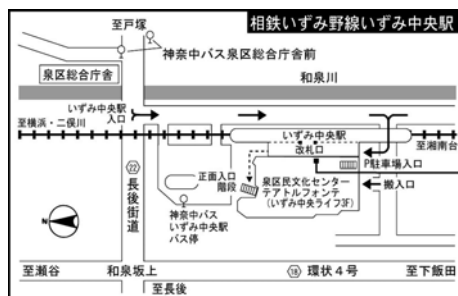 相鉄いずみ野線いずみ中央駅
至戸塚
神奈中バス泉区総合庁舎前
泉区総合庁舎
和泉川
いずみ中央駅
入口
至横浜・二俣川
いずみ中央駅
至湘南台
改札口
P駐車場入口
正面入口
階段
泉区民文化センター
テアトルフォンテ
(いずみ中央ライフ3F)
搬入口
22
長後街道
神奈中バス
いずみ中央駅
バス停
N
至瀬谷
和泉坂上
18 環状4号
至下飯田
至長後